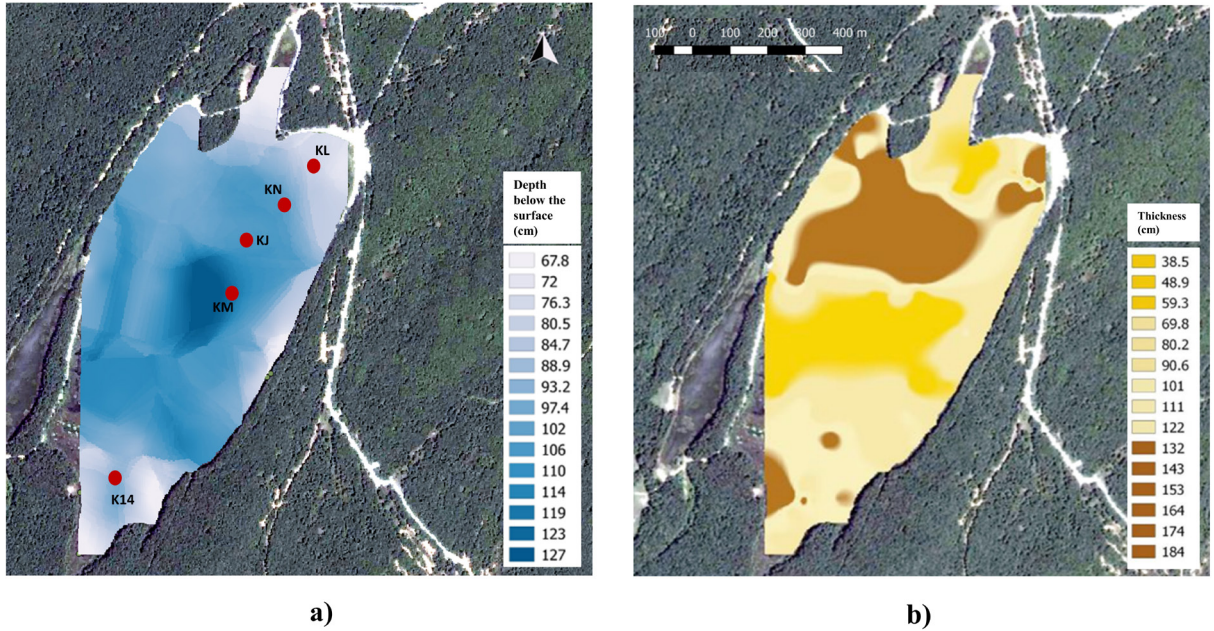 KL
KN
KJ
KM
K14
Depth
below the
surface
(cm)
67.8
72
76.3
80.5
84.7
88.9
93.2
97.4
102
106
110
114
119
123
127
a)
100 0 100 200 300 400 m
Thickness
(cm)
38.5
48.9
59.3
69.8
80.2
90.6
101
111
122
132
143
153
164
174
184
b)